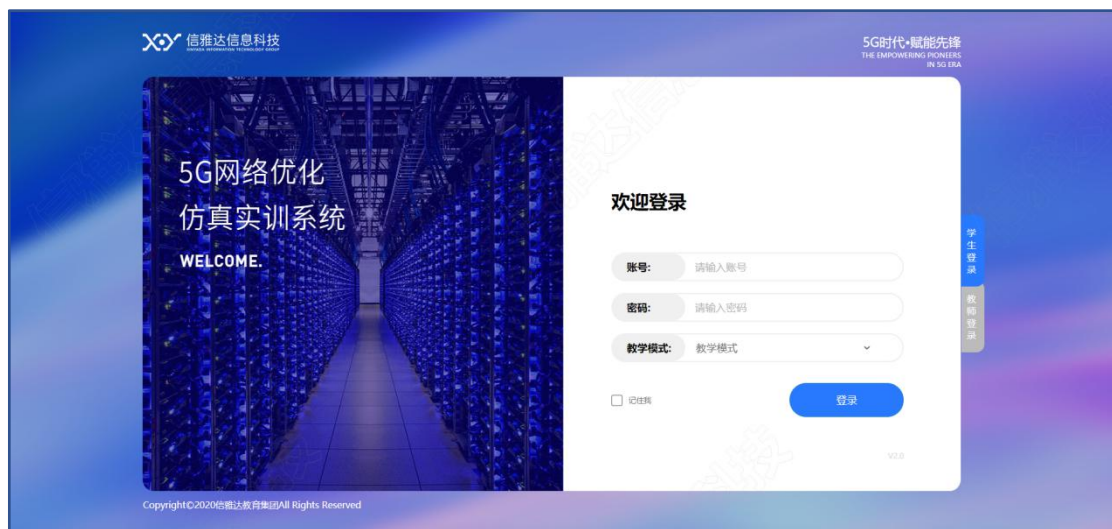 XY 信雅达信息科技
SINYADA INFORMATION TECHNOLOGY GROUP
5G时代•赋能先锋
THE EMPOWERING PIONEERS
IN 5G ERA
5G网络优化
仿真实训系统
WELCOME.
欢迎登录
账号: 请输入账号
密码: 请输入密码
教学模式: 教学模式
记住我
登录
V2.0
学生登录
教师登录
Copyright©2020信雅达教育集团All Rights Reserved